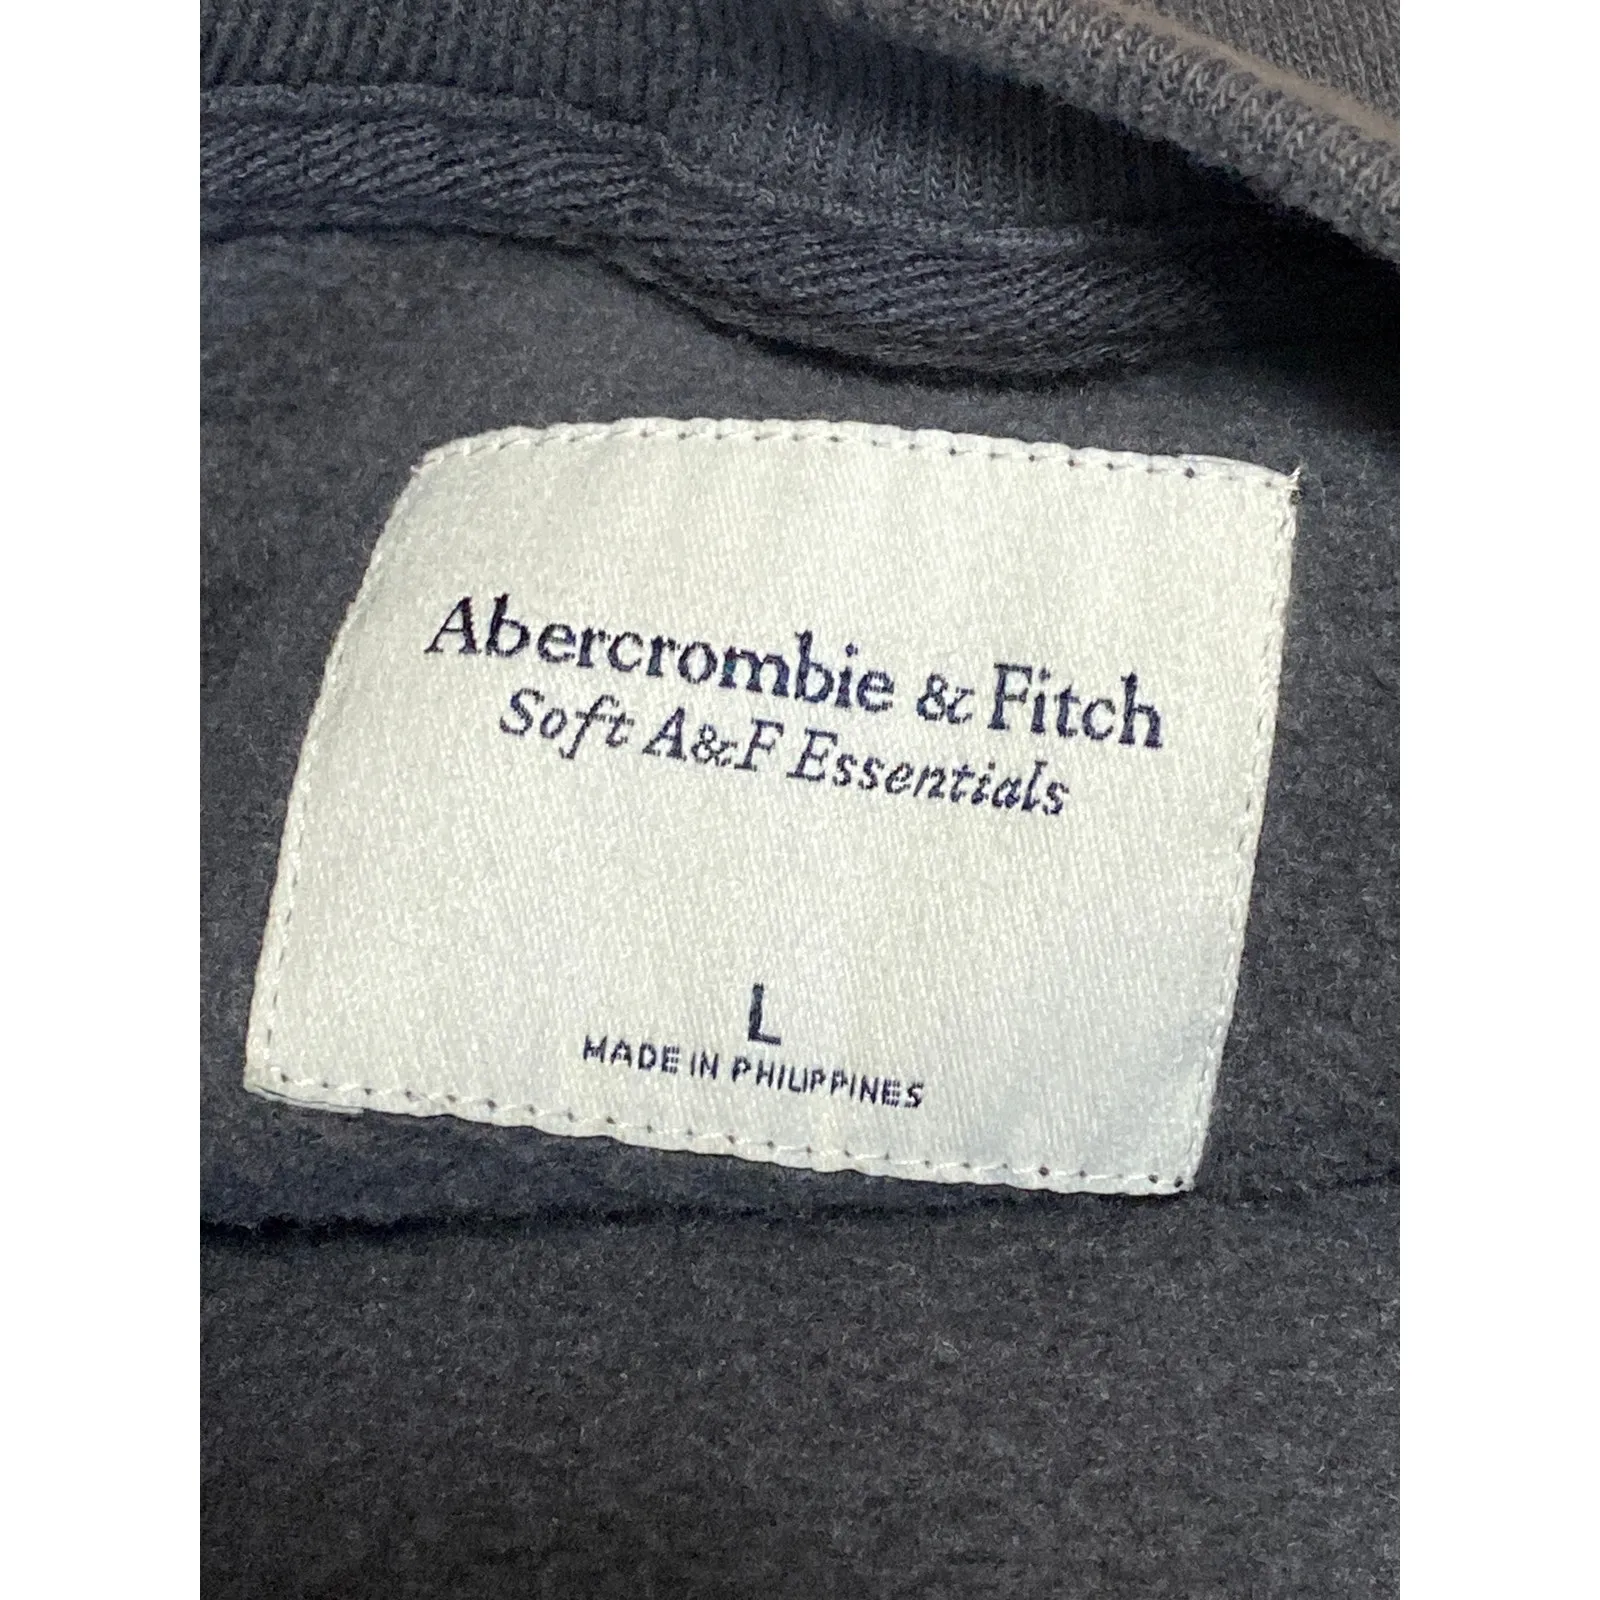 Abercrombie & Fitch
Soft A&F Essentials
L
MADE IN PHILIPPINES